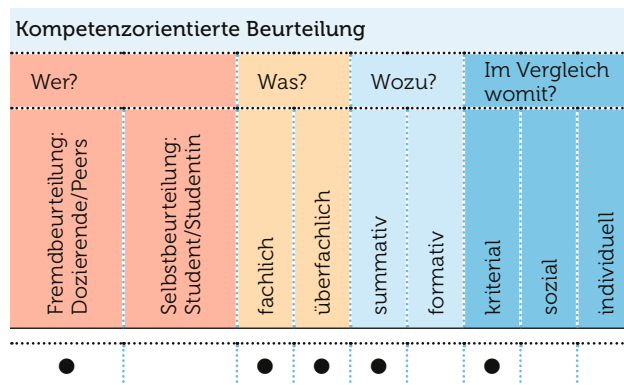 Kompetenzorientierte Beurteilung
Wer?
Was?
Wozu?
Im Vergleich
womit?
Fremdbeurteilung:
Dozierende/Peers
Selbstbeurteilung:
Student/Studentin
fachlich
überfachlich
summativ
formativ
kriterial
sozial
individuell